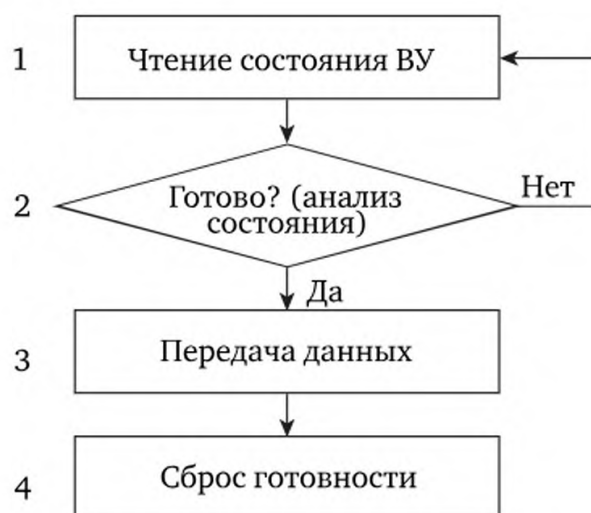 1
Чтение состояния ВУ
2
Готово? (анализ
состояния)
Нет
Да
3
Передача данных
4
Сброс готовности